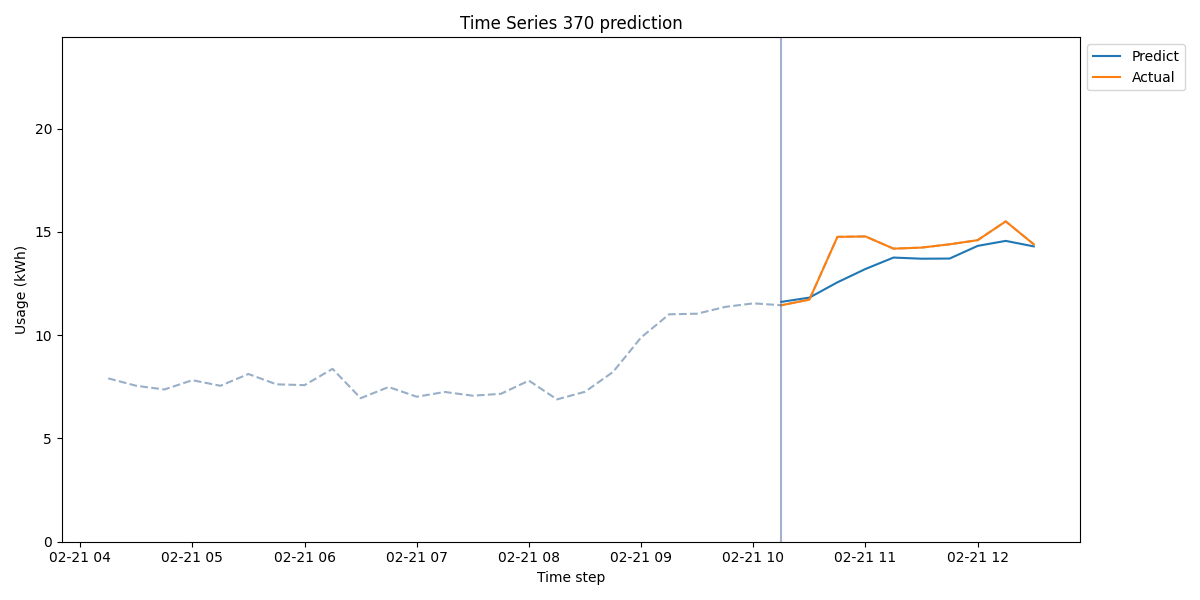 Time Series 370 prediction
Predict
Actual
Usage (kWh)
20
15
10
5
0
02-21 04
02-21 05
02-21 06
02-21 07
02-21 08
02-21 09
02-21 10
02-21 11
02-21 12
Time step